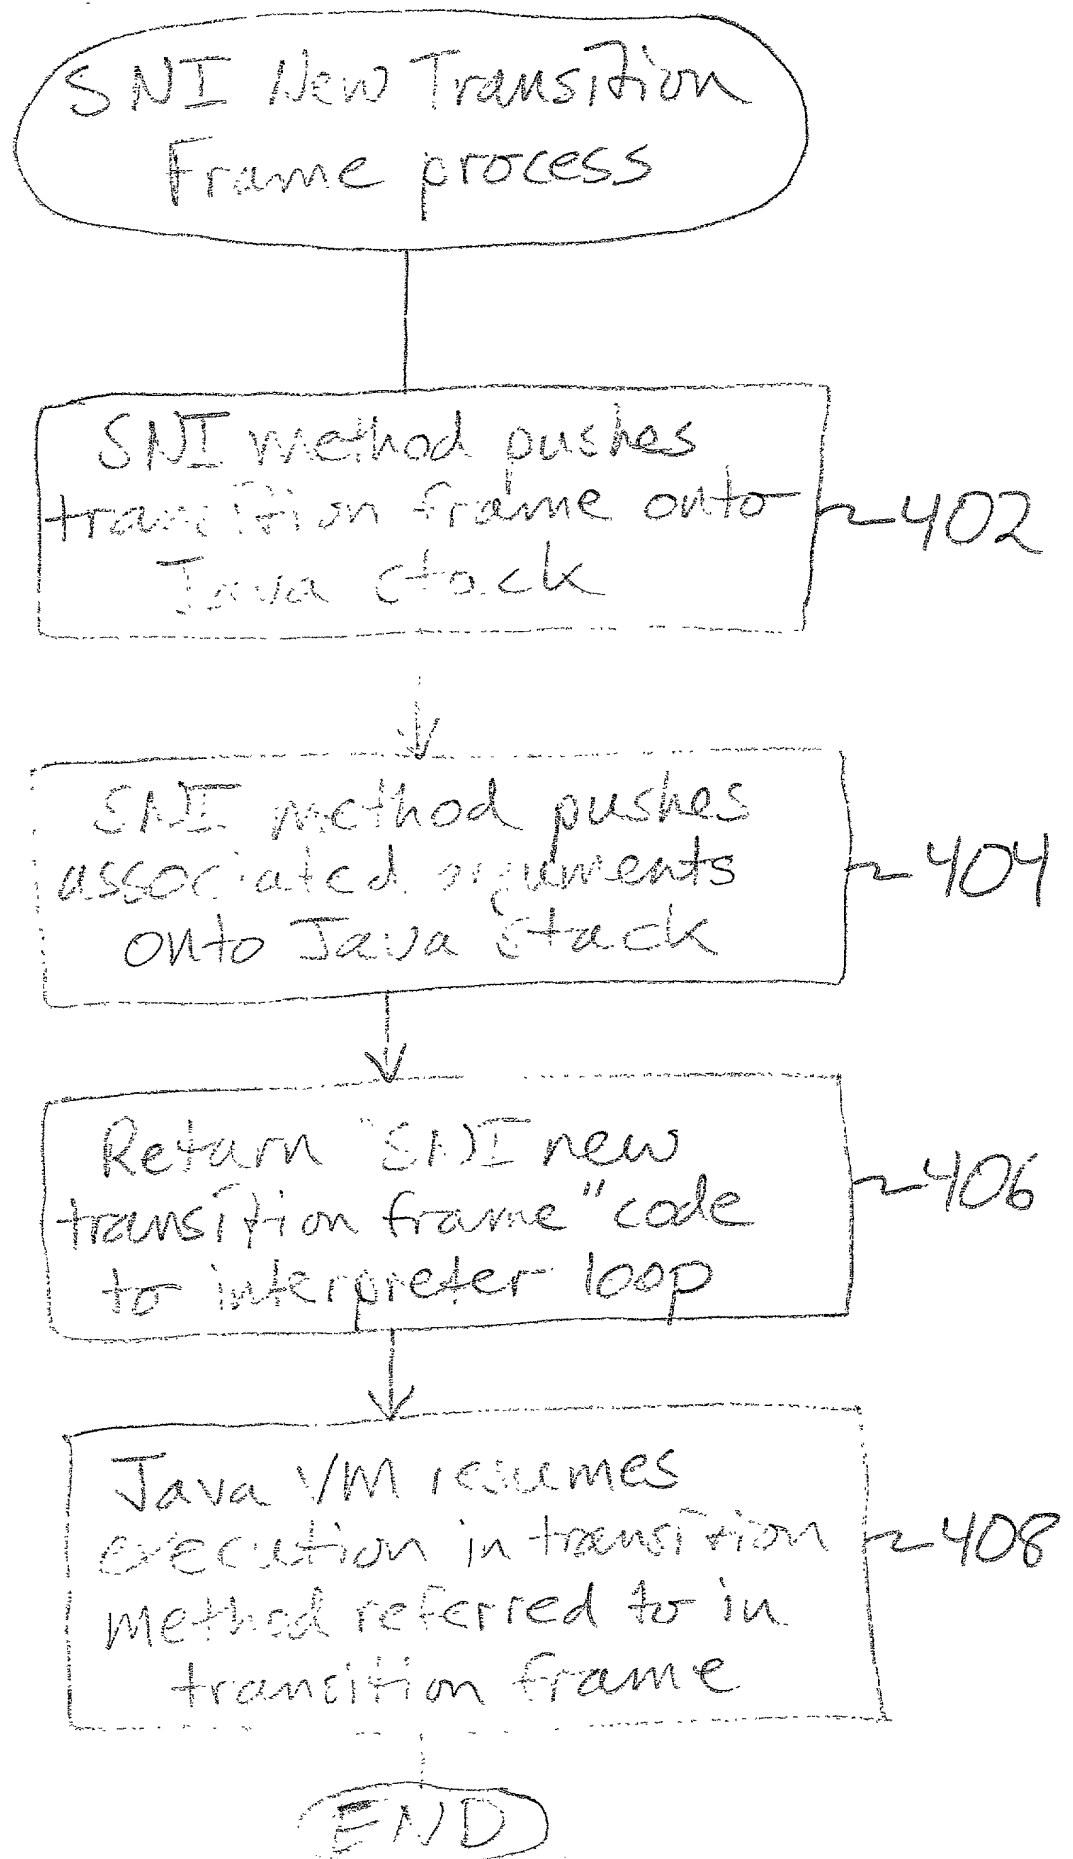 SNI New Transition
Frame process
SNI method pushes
transition frame onto
Java stack
402
SNI method pushes
associated arguments
onto Java stack
404
Return "SNI new
transition frame" code
to interpreter loop
406
Java VM resumes
execution in transition
method referred to in
transition frame
408
END